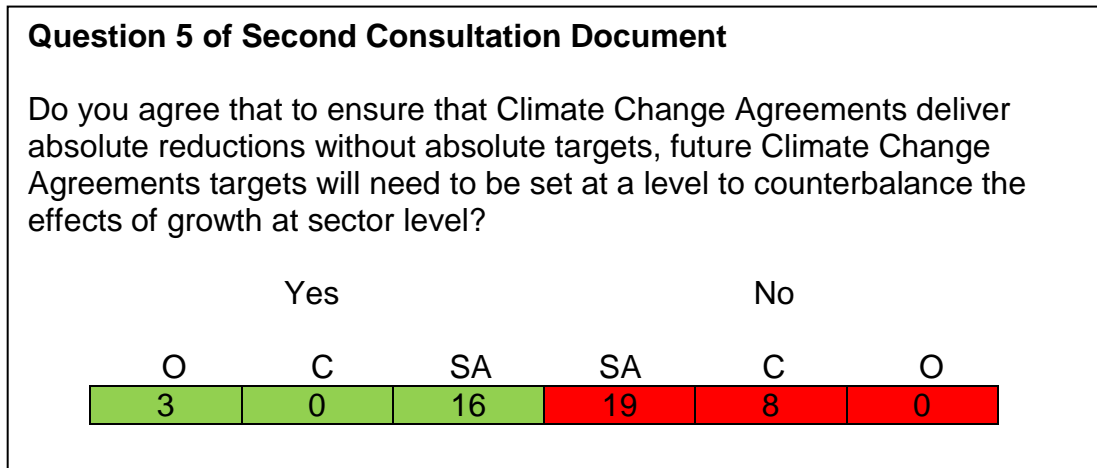 Question 5 of Second Consultation Document
Do you agree that to ensure that Climate Change Agreements deliver
absolute reductions without absolute targets, future Climate Change
Agreements targets will need to be set at a level to counterbalance the
effects of growth at sector level?
Yes No
O C SA SA C O
3 0 16 19 8 0